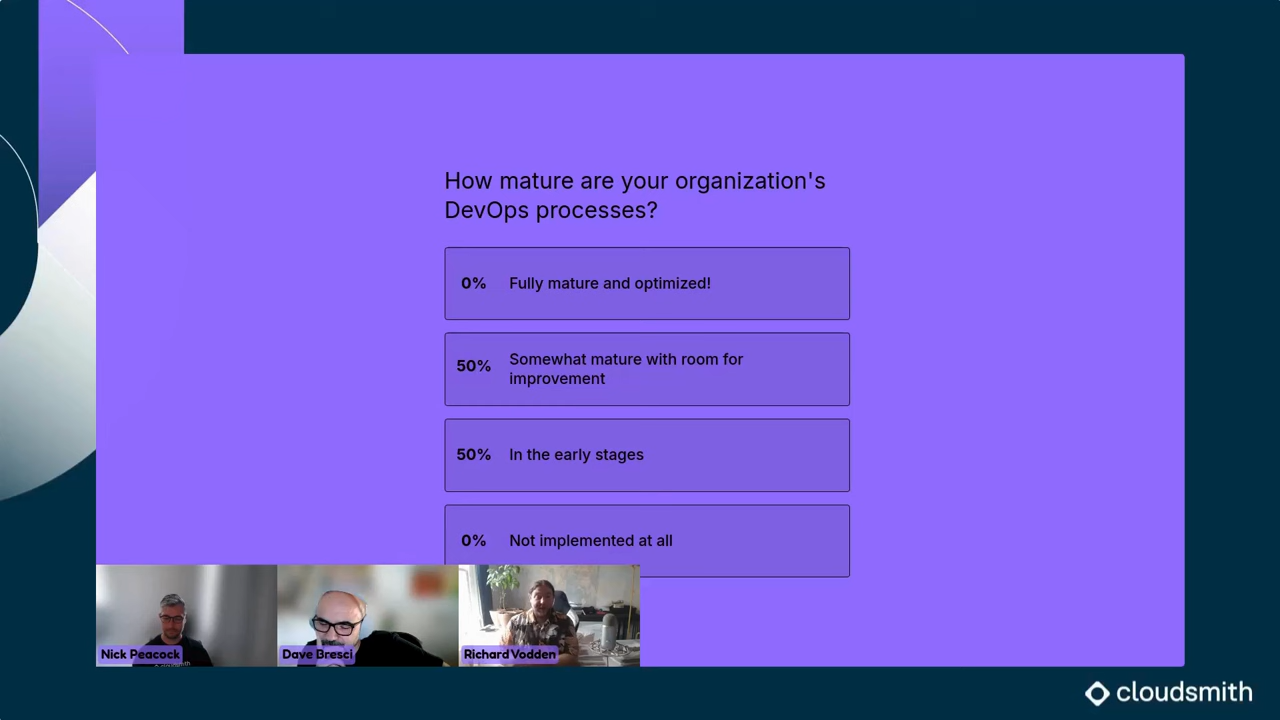 How mature are your organization's
DevOps processes?
0% Fully mature and optimized!
50% Somewhat mature with room for
improvement
50% In the early stages
0% Not implemented at all
Nick Peacock
Dave Bresci
Richard Vodden
cloudsmith
cloudsmith